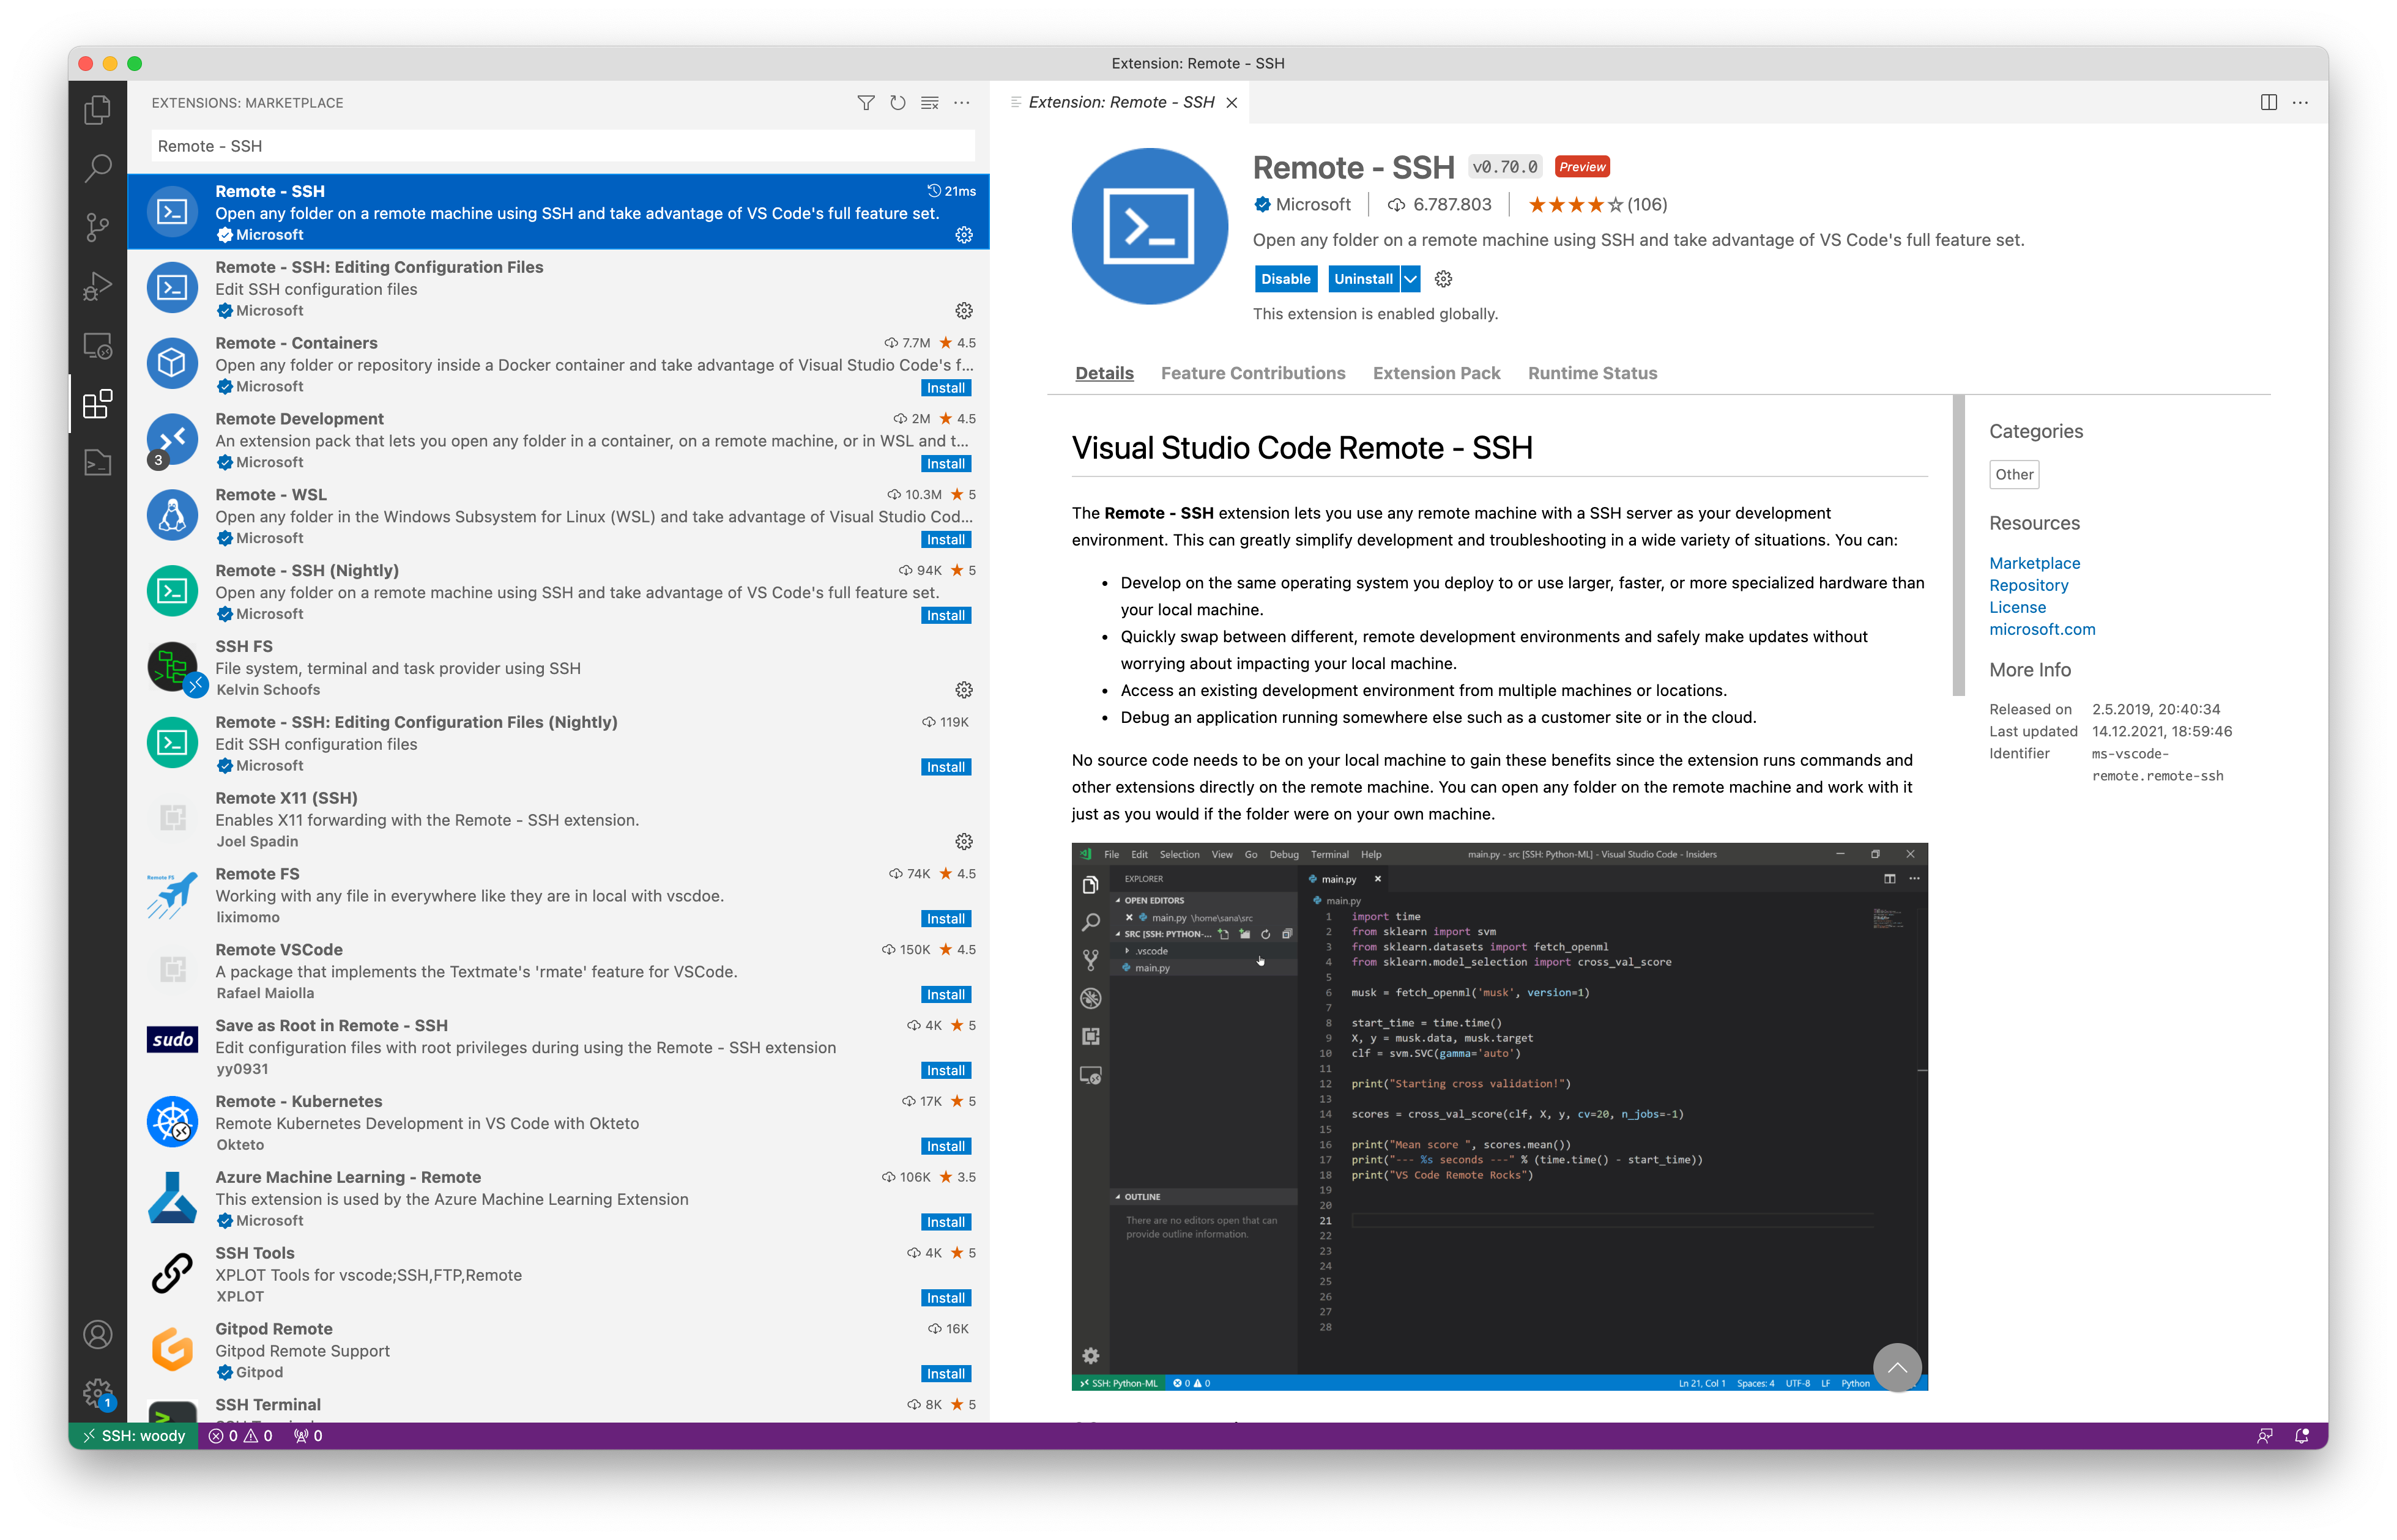 Extension: Remote - SSH
EXTENSIONS: MARKETPLACE
Remote - SSH
Remote - SSH
21ms
Open any folder on a remote machine using SSH and take advantage of VS Code's full feature set.
Microsoft
Remote - SSH: Editing Configuration Files
Edit SSH configuration files
Microsoft
Remote - Containers
7.7M 4.5
Open any folder or repository inside a Docker container and take advantage of Visual Studio Code's f...
Microsoft
Install
Remote Development
2M 4.5
An extension pack that lets you open any folder in a container, on a remote machine, or in WSL and t...
3
Microsoft
Install
Remote - WSL
10.3M 5
Open any folder in the Windows Subsystem for Linux (WSL) and take advantage of Visual Studio Cod...
Microsoft
Install
Remote - SSH (Nightly)
94K 5
Open any folder on a remote machine using SSH and take advantage of VS Code's full feature set.
Microsoft
Install
SSH FS
File system, terminal and task provider using SSH
Kelvin Schoofs
Remote - SSH: Editing Configuration Files (Nightly)
119K
Edit SSH configuration files
Microsoft
Install
Remote X11 (SSH)
Enables X11 forwarding with the Remote - SSH extension.
Joel Spadin
Remote FS
Remote FS
74K 4.5
Working with any file in everywhere like they are in local with vscdoe.
liximomo
Install
Remote VSCode
150K 4.5
A package that implements the Textmate's 'rmate' feature for VSCode.
Rafael Maiolla
Install
sudo
Save as Root in Remote - SSH
4K 5
Edit configuration files with root privileges during using the Remote - SSH extension
yy0931
Install
Remote - Kubernetes
17K 5
Remote Kubernetes Development in VS Code with Okteto
Okteto
Install
Azure Machine Learning - Remote
106K 3.5
This extension is used by the Azure Machine Learning Extension
Microsoft
Install
SSH Tools
4K 5
XPLOT Tools for vscode;SSH,FTP,Remote
XPLOT
Install
Gitpod Remote
16K
Gitpod Remote Support
Gitpod
Install
SSH Terminal
8K 5
1
Extension: Remote - SSH
Remote - SSH v0.70.0 Preview
Microsoft 6.787.803 (106)
Open any folder on a remote machine using SSH and take advantage of VS Code's full feature set.
Disable Uninstall
This extension is enabled globally.
Details Feature Contributions Extension Pack Runtime Status
Visual Studio Code Remote - SSH
The Remote - SSH extension lets you use any remote machine with a SSH server as your development
environment. This can greatly simplify development and troubleshooting in a wide variety of situations. You can:
• Develop on the same operating system you deploy to or use larger, faster, or more specialized hardware than
your local machine.
• Quickly swap between different, remote development environments and safely make updates without
worrying about impacting your local machine.
• Access an existing development environment from multiple machines or locations.
• Debug an application running somewhere else such as a customer site or in the cloud.
No source code needs to be on your local machine to gain these benefits since the extension runs commands and
other extensions directly on the remote machine. You can open any folder on the remote machine and work with it
just as you would if the folder were on your own machine.
File Edit Selection View Go Debug Terminal Help main.py - src [SSH: Python-ML] - Visual Studio Code - Insiders
EXPLORER
OPEN EDITORS
main.py \home\sana\src
SRC [SSH: PYTHON-...
.vscode
main.py
OUTLINE
There are no editors open that can
provide outline information.
main.py
main.py
1 import time
2 from sklearn import svm
3 from sklearn.datasets import fetch_openml
4 from sklearn.model_selection import cross_val_score
5
6 musk = fetch_openml('musk', version=1)
7
8 start_time = time.time()
9 X, y = musk.data, musk.target
10 clf = svm.SVC(gamma='auto')
11
12 print("Starting cross validation!")
13
14 scores = cross_val_score(clf, X, y, cv=20, n_jobs=-1)
15
16 print("Mean score ", scores.mean())
17 print("--- %s seconds ---" % (time.time() - start_time))
18 print("VS Code Remote Rocks")
19
20
21
22
23
24
25
26
27
28
SSH: Python-ML 0 0 Ln 21, Col 1 Spaces: 4 UTF-8 LF Python
Categories
Other
Resources
Marketplace
Repository
License
microsoft.com
More Info
Released on 2.5.2019, 20:40:34
Last updated 14.12.2021, 18:59:46
Identifier ms-vscode-
remote.remote-ssh
SSH: woody 0 0 0